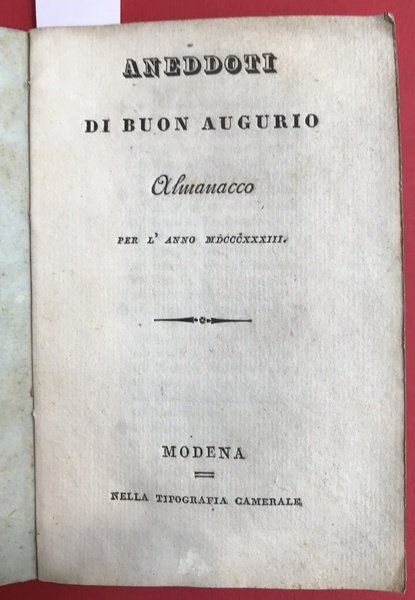 ANEDDOTI
DI BUON AUGURIO
Almanacco
PER L' ANNO MDCCCXXXIII.
MODENA
NELLA TIPOGRAFIA CAMERALE